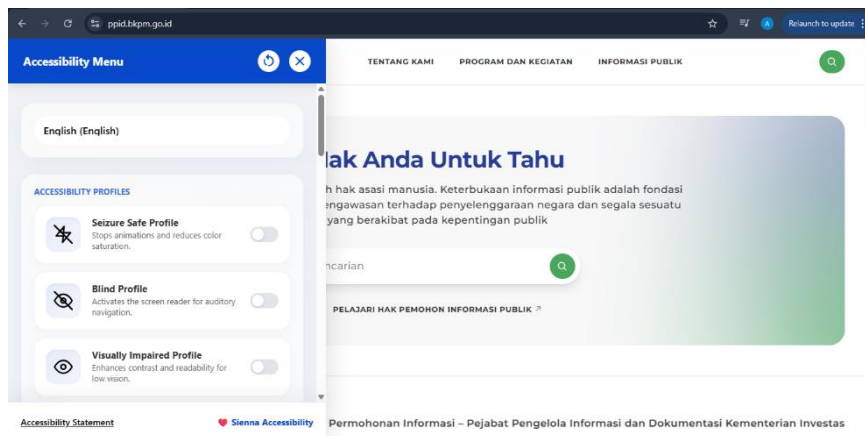 ppid.bkpm.go.id
Relaunch to update
Accessibility Menu
TENTANG KAMI
PROGRAM DAN KEGIATAN
INFORMASI PUBLIK
English (English)
ACCESSIBILITY PROFILES
Seizure Safe Profile
Stops animations and reduces color
saturation.
Blind Profile
Activates the screen reader for auditory
navigation.
Visually Impaired Profile
Enhances contrast and readability for
low vision.
Accessibility Statement
Sienna Accessibility
Anda Untuk Tahu
hak asasi manusia. Keterbukaan informasi publik adalah fondasi
terhadap penyelenggaraan negara dan segala sesuatu
yang berakibat pada kepentingan publik
PELAJARI HAK PEMOHON INFORMASI PUBLIK
Permohonan Informasi – Pejabat Pengelola Informasi dan Dokumentasi Kementerian Investas